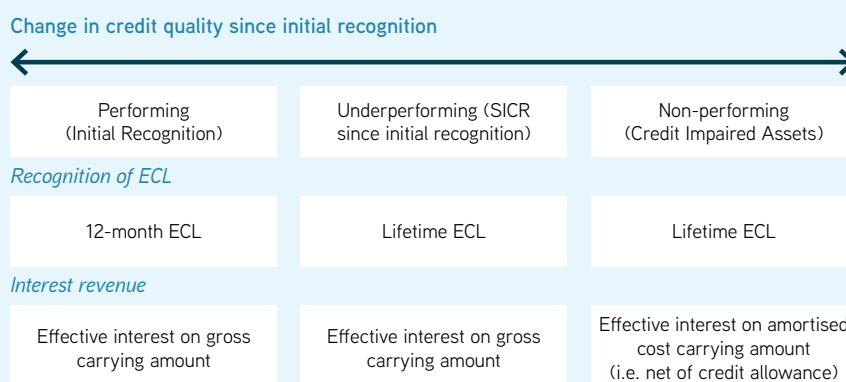 Change in credit quality since initial recognition
Performing
(Initial Recognition)
Underperforming (SICR
since initial recognition)
Non-performing
(Credit Impaired Assets)
Recognition of ECL
12-month ECL
Lifetime ECL
Lifetime ECL
Interest revenue
Effective interest on gross
carrying amount
Effective interest on gross
carrying amount
Effective interest on amortised
cost carrying amount
(i.e. net of credit allowance)